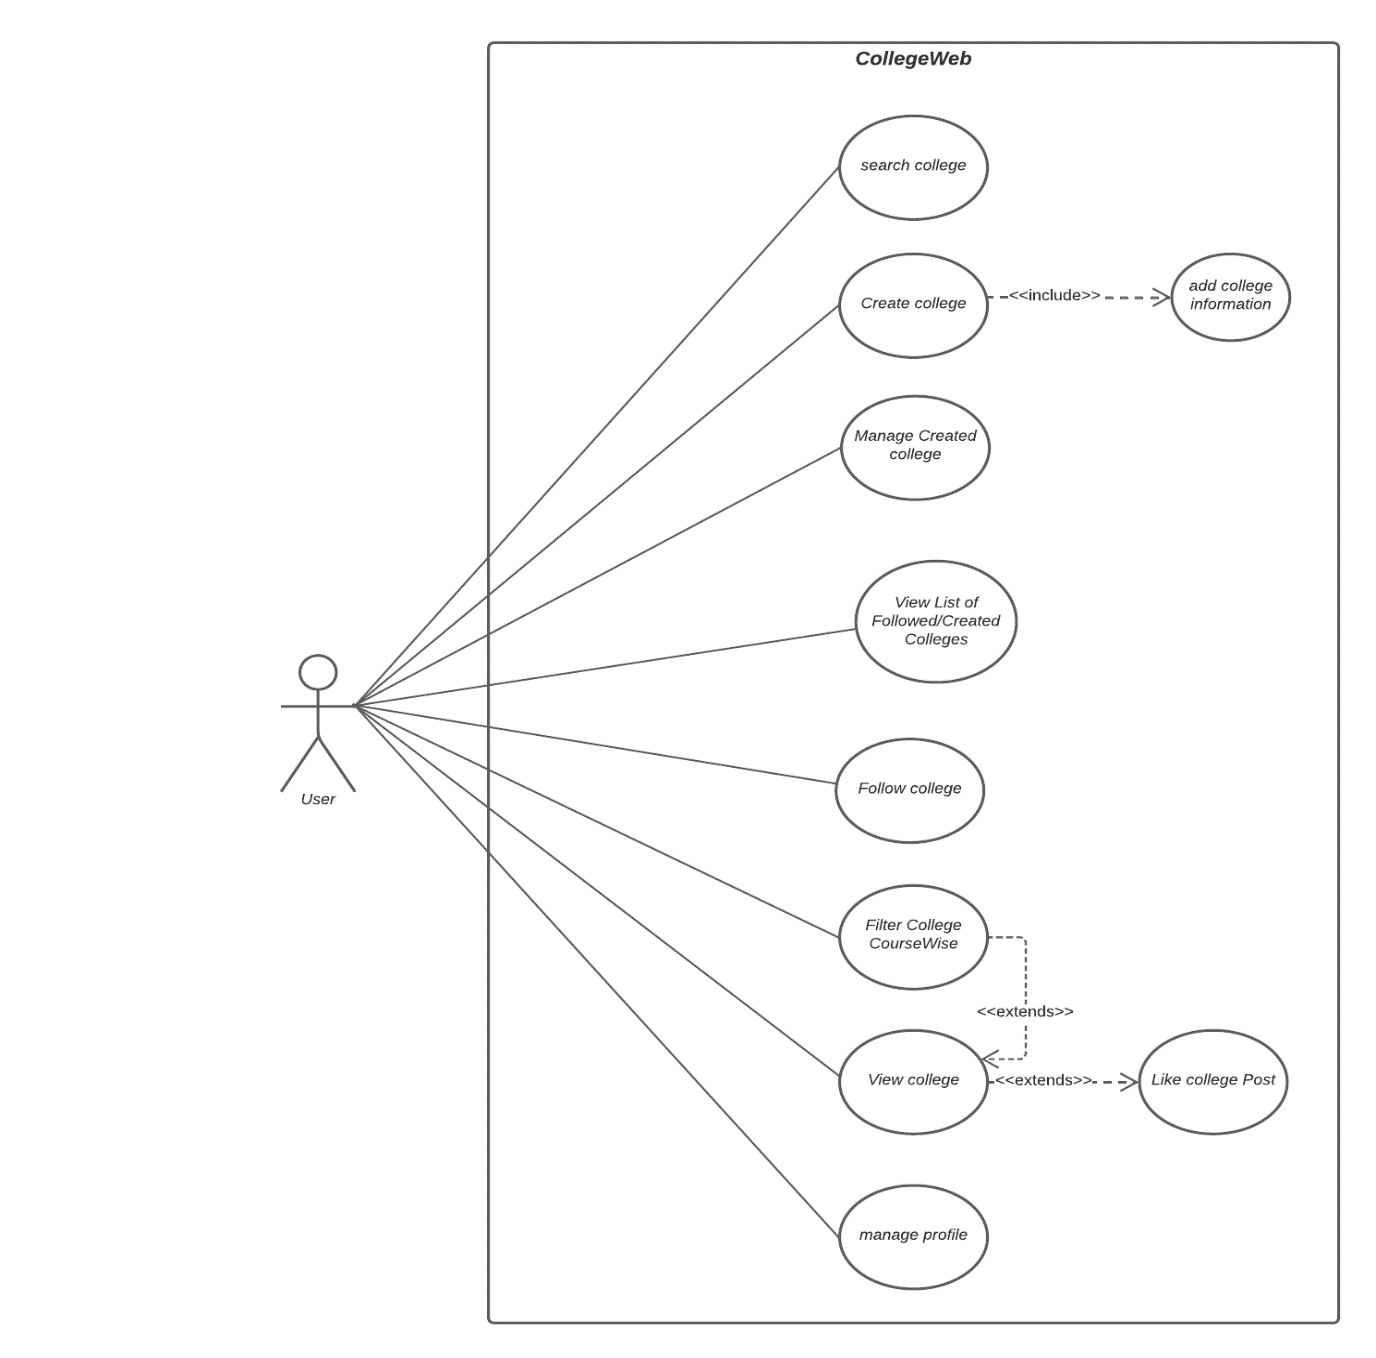 CollegeWeb
search college
Create college
<<include>>
add college
information
Manage Created
college
View List of
Followed/Created
Colleges
User
Follow college
Filter College
CourseWise
<<extends>>
View college
<<extends>>
Like college Post
manage profile